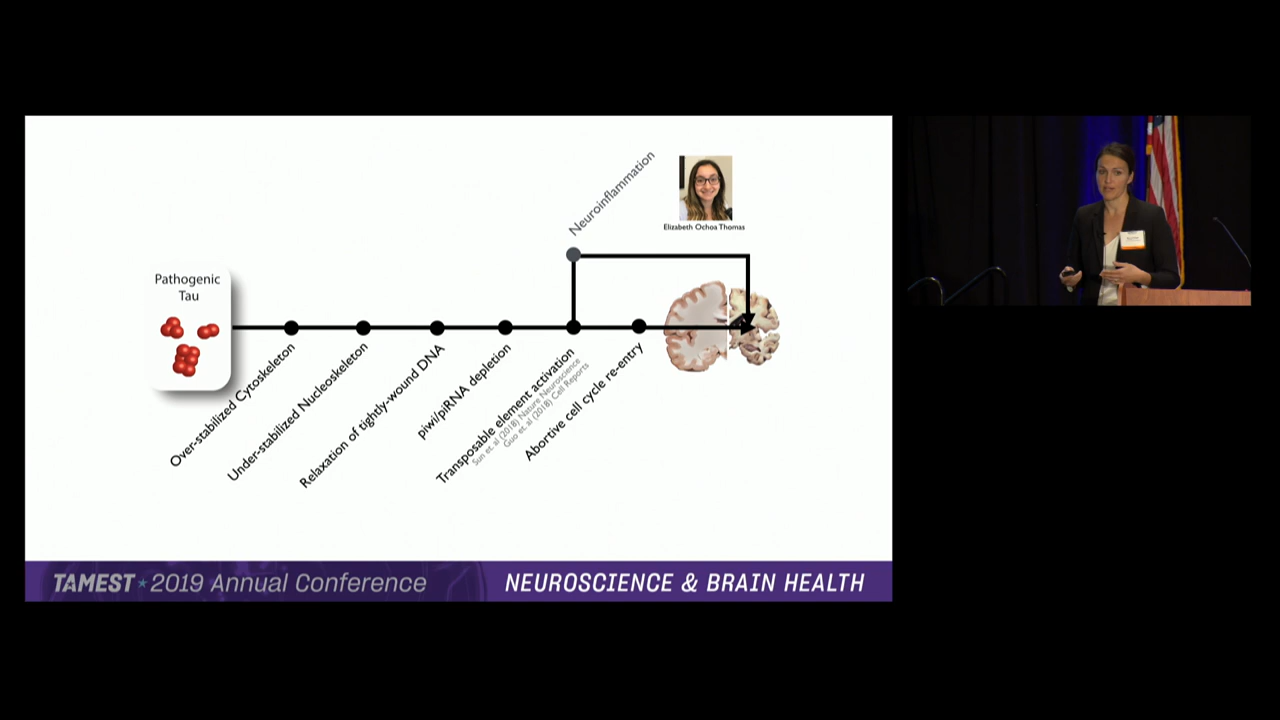 Neuroinflammation
Elizabeth Ochoa Thomas
Pathogenic
Tau
Over-stabilized Cytoskeleton
Under-stabilized Nucleoskeleton
Relaxation of tightly-wound DNA
piwi/piRNA depletion
Transposable element activation
Sun et. al (2018) Nature Neuroscience
Guo et. al (2018) Cell Reports
Abortive cell cycle re-entry
TAMEST 2019 Annual Conference
NEUROSCIENCE & BRAIN HEALTH